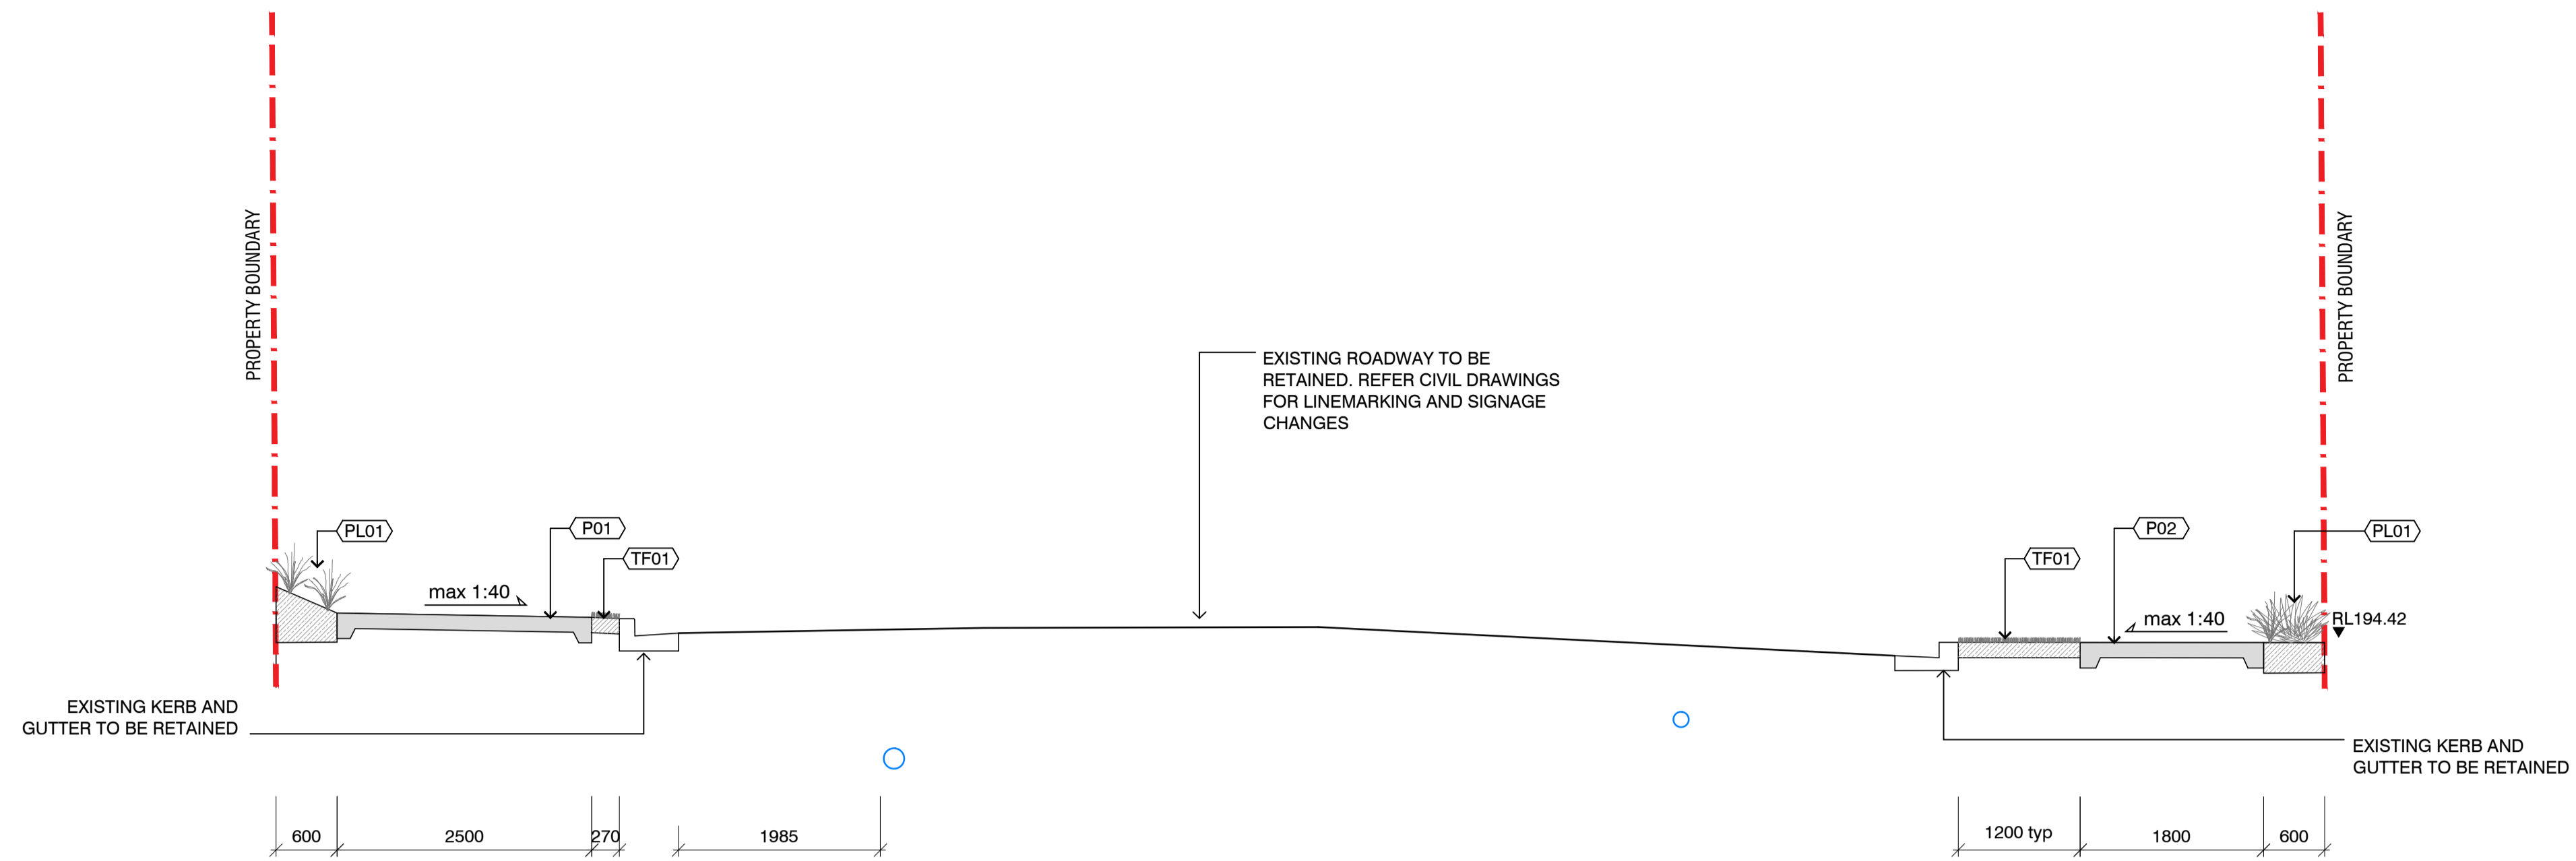 PROPERTY BOUNDARY
PROPERTY BOUNDARY
EXISTING ROADWAY TO BE
RETAINED. REFER CIVIL DRAWINGS
FOR LINEMARKING AND SIGNAGE
CHANGES
PL01
P01
TF01
max 1:40
TF01
P02
PL01
max 1:40
RL194.42
EXISTING KERB AND
GUTTER TO BE RETAINED
EXISTING KERB AND
GUTTER TO BE RETAINED
600
2500
270
1985
1200 typ
1800
600